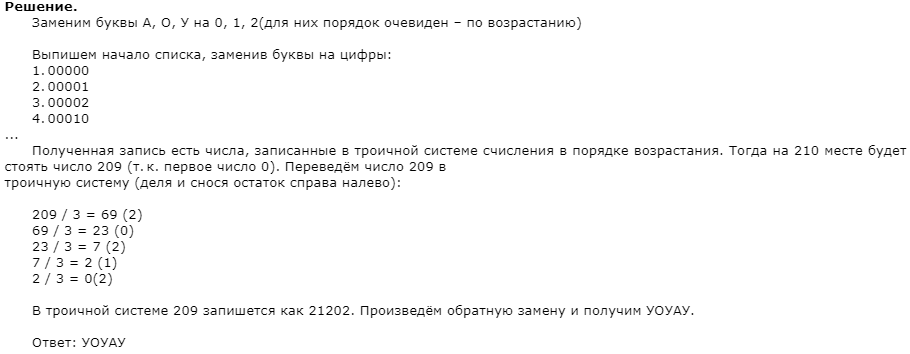 Решение.
Заменим буквы А, О, У на 0, 1, 2(для них порядок очевиден – по возрастанию)
Выпишем начало списка, заменив буквы на цифры:
1. 00000
2. 00001
3. 00002
4. 00010
...
Полученная запись есть числа, записанные в троичной системе счисления в порядке возрастания. Тогда на 210 месте будет
стоять число 209 (т. к. первое число 0). Переведём число 209 в
троичную систему (деля и снося остаток справа налево):
209 / 3 = 69 (2)
69 / 3 = 23 (0)
23 / 3 = 7 (2)
7 / 3 = 2 (1)
2 / 3 = 0(2)
В троичной системе 209 запишется как 21202. Произведём обратную замену и получим УОУАУ.
Ответ: УОУАУ